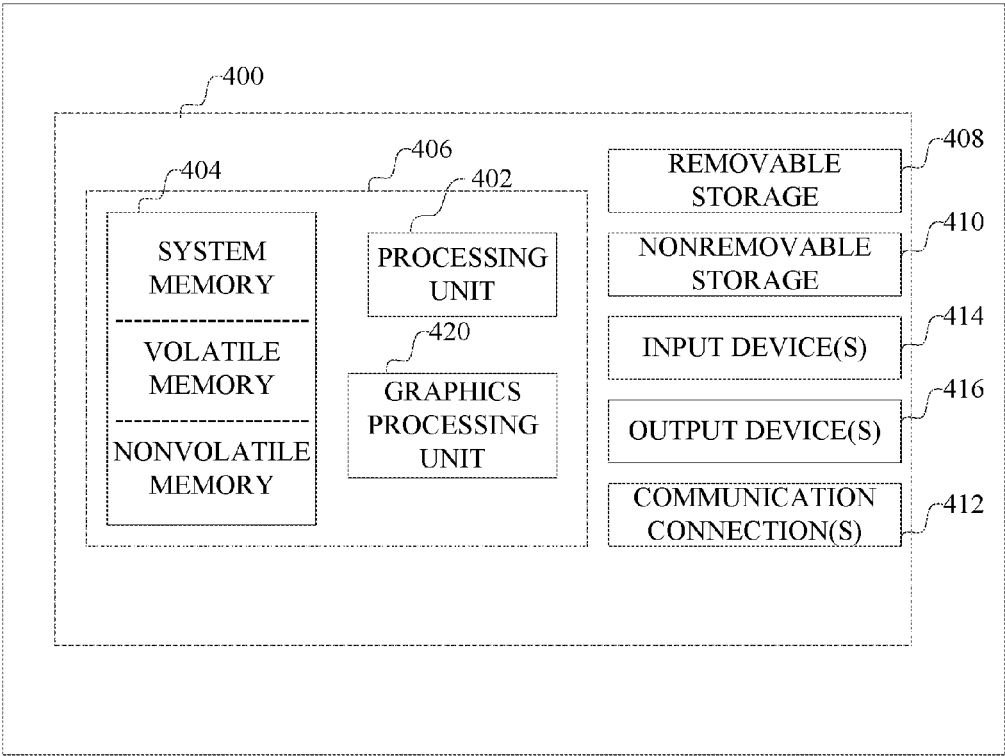 400
406
404
402
SYSTEM
MEMORY
VOLATILE
MEMORY
NONVOLATILE
MEMORY
PROCESSING
UNIT
420
GRAPHICS
PROCESSING
UNIT
408
REMOVABLE
STORAGE
410
NONREMOVABLE
STORAGE
414
INPUT DEVICE(S)
416
OUTPUT DEVICE(S)
COMMUNICATION
CONNECTION(S)
412